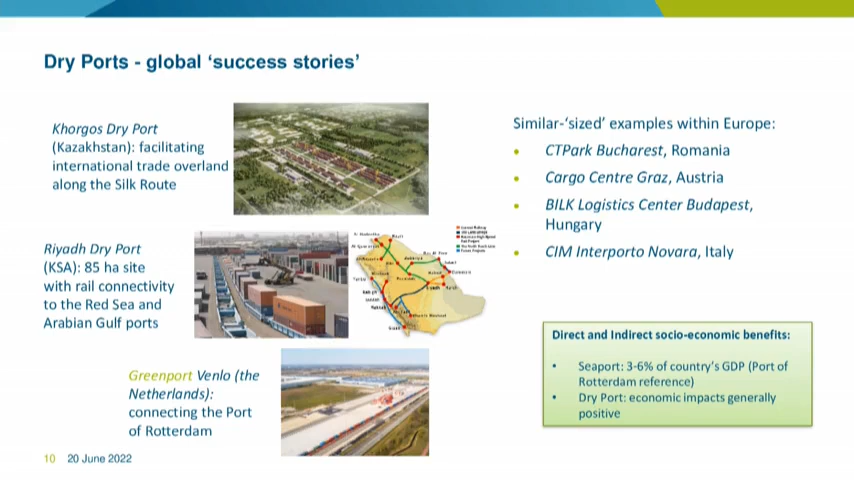 Dry Ports - global ‘success stories’
Khorgos Dry Port
(Kazakhstan): facilitating
international trade overland
along the Silk Route
Riyadh Dry Port
(KSA): 85 ha site
with rail connectivity
to the Red Sea and
Arabian Gulf ports
Greenport Venlo (the
Netherlands):
connecting the Port
of Rotterdam
Similar-‘sized’ examples within Europe:
• CTPark Bucharest, Romania
• Cargo Centre Graz, Austria
• BILK Logistics Center Budapest,
Hungary
• CIM Interporto Novara, Italy
Direct and Indirect socio-economic benefits:
• Seaport: 3-6% of country’s GDP (Port of
Rotterdam reference)
• Dry Port: economic impacts generally
positive
10 20 June 2022